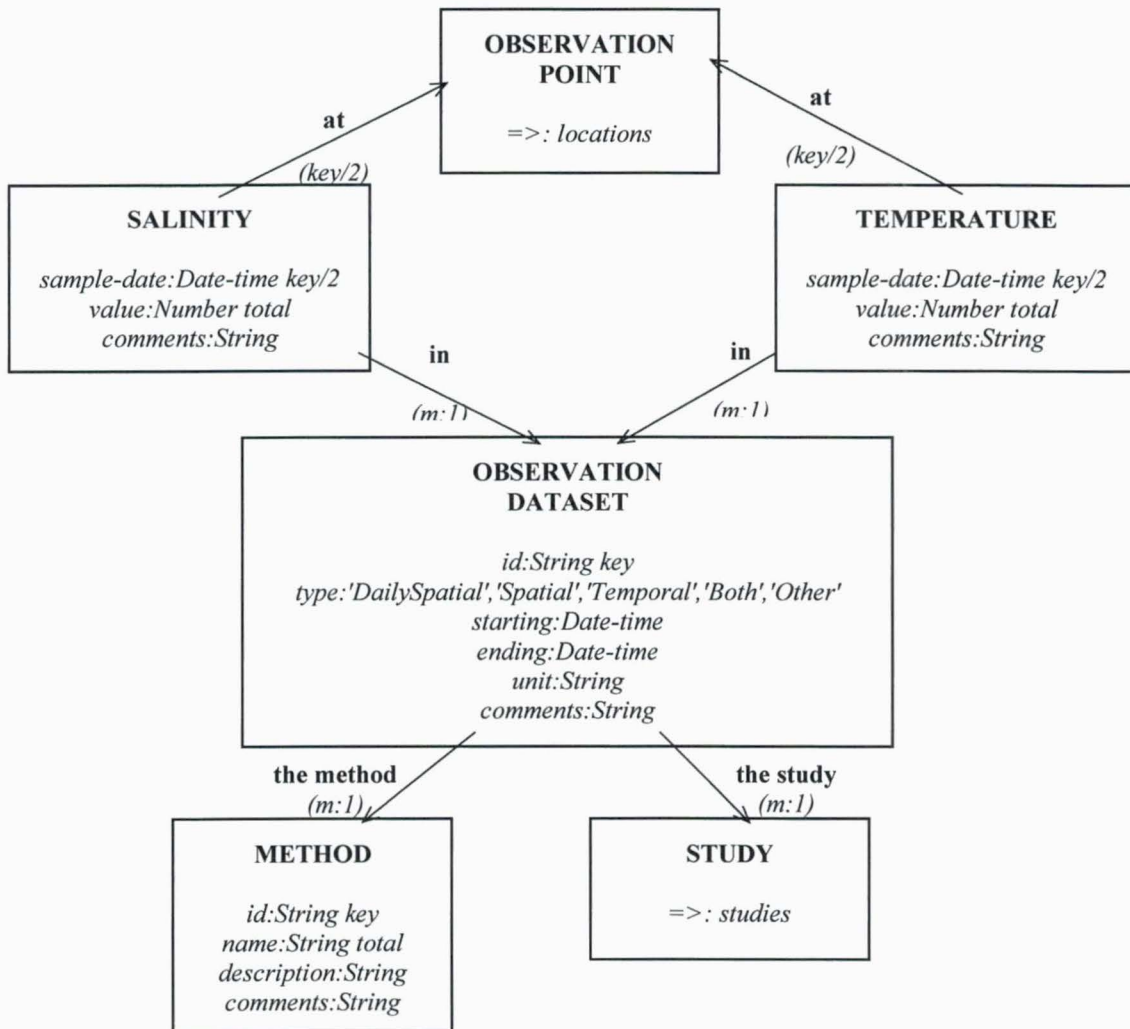 OBSERVATION
POINT
=>: locations
at
(key/2)
at
(key/2)
SALINITY
sample-date:Date-time key/2
value:Number total
comments:String
TEMPERATURE
sample-date:Date-time key/2
value:Number total
comments:String
in
(m:1)
in
(m:1)
OBSERVATION
DATASET
id:String key
type:'DailySpatial','Spatial','Temporal','Both','Other'
starting:Date-time
ending:Date-time
unit:String
comments:String
the method
(m:1)
the study
(m:1)
METHOD
id:String key
name:String total
description:String
comments:String
STUDY
=>: studies